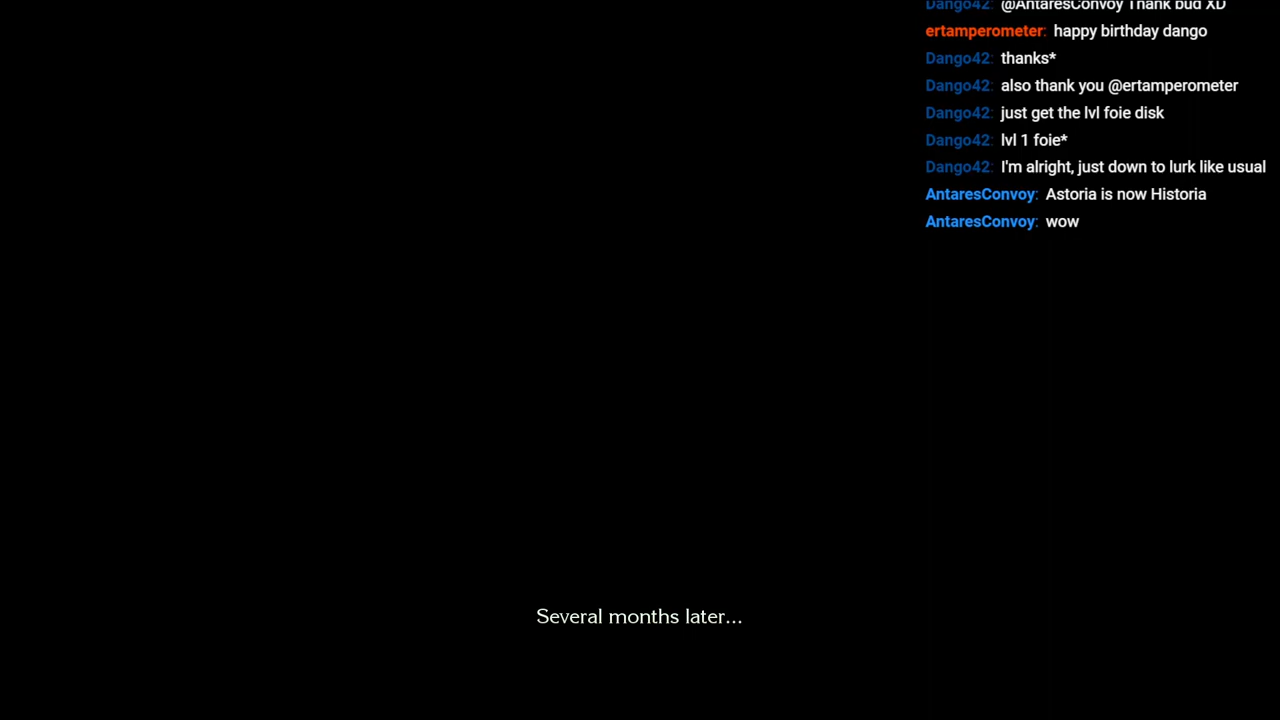 Dango42: @AntaresConvoy Thank bud XD
ertamperometer: happy birthday dango
Dango42: thanks*
Dango42: also thank you @ertamperometer
Dango42: just get the lvl foie disk
Dango42: lvl 1 foie*
Dango42: I'm alright, just down to lurk like usual
AntaresConvoy: Astoria is now Historia
AntaresConvoy: wow
Several months later...